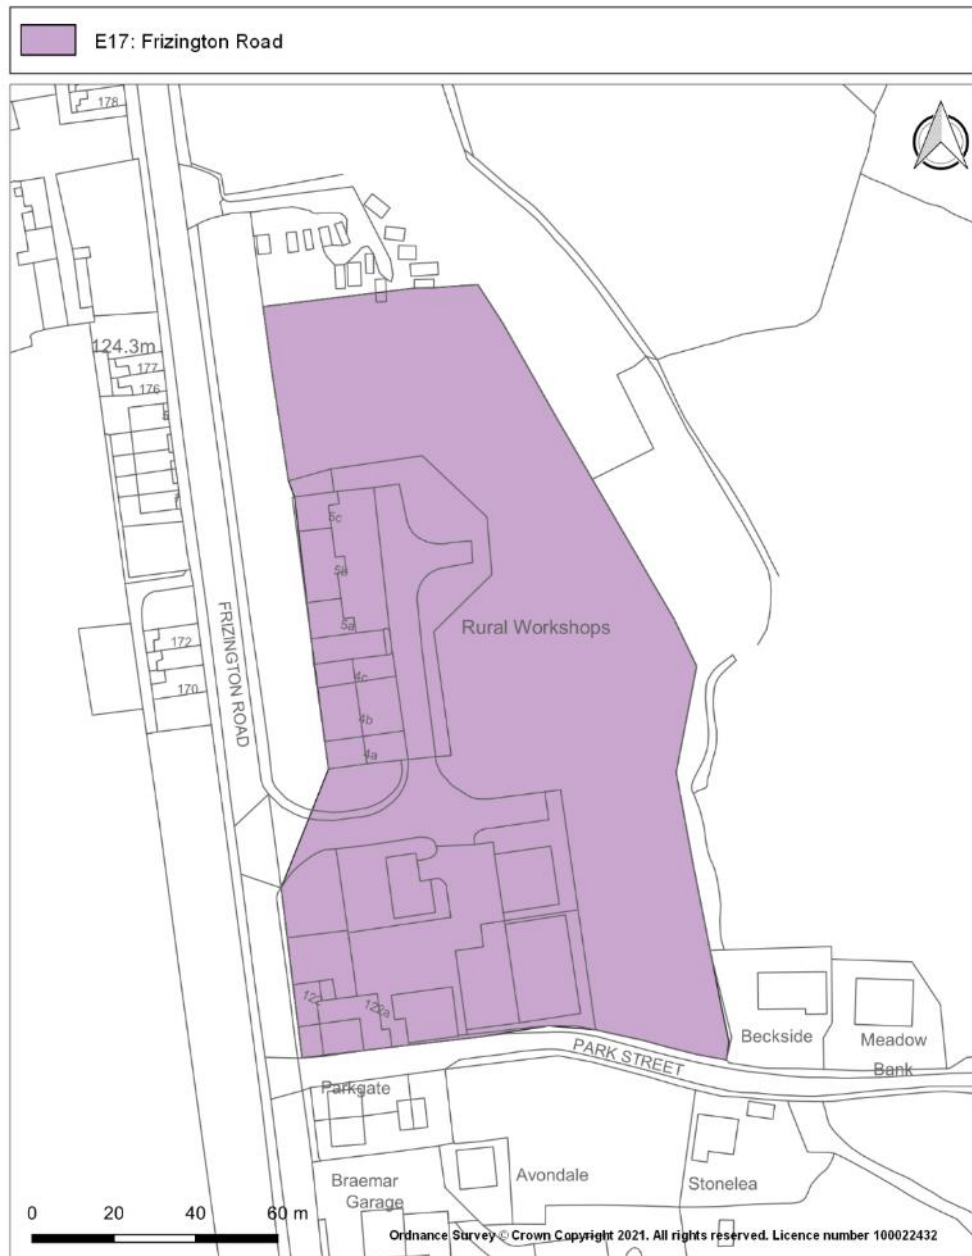 E17: Frizington Road
178
124.3m
177
176
5c
5b
5a
Rural Workshops
172
170
FRIZINGTON ROAD
4c
4b
4a
122
122a
PARK STREET
Beckside
Meadow
Bank
Parkgate
Braemar
Garage
Avondale
Stonelea
0 20 40 60 m
Ordnance Survey © Crown Copyright 2021. All rights reserved. Licence number 100022432